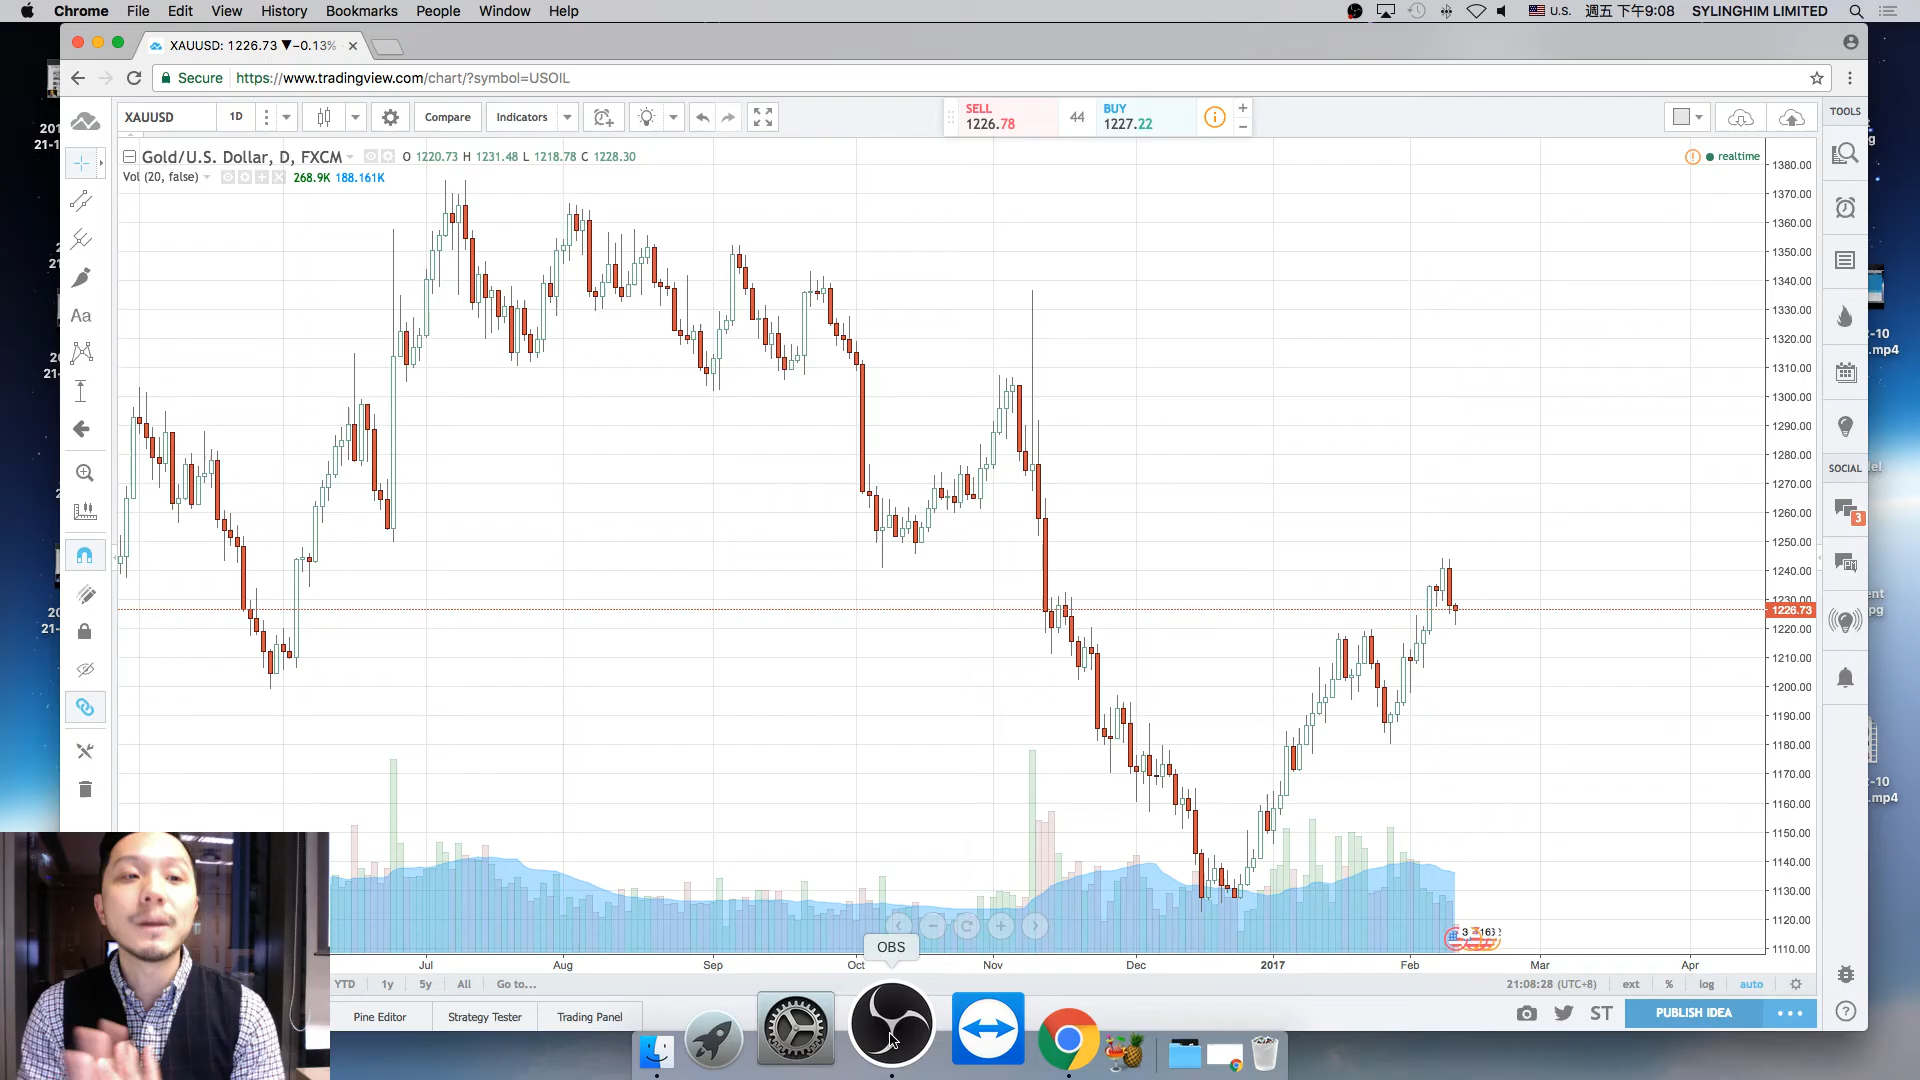 Chrome File Edit View History Bookmarks People Window Help
U.S. 週五 下午9:08 SYLINGHIM LIMITED
XAUUSD: 1226.73 ▼−0.13%
Secure https://www.tradingview.com/chart/?symbol=USOIL
XAUUSD 1D Compare Indicators
SELL
1226.78
44
BUY
1227.22
TOOLS
Gold/U.S. Dollar, D, FXCM O 1220.73 H 1231.48 L 1218.78 C 1228.30
realtime
Vol (20, false) 268.9K 188.161K
1380.00
1370.00
1360.00
1350.00
1340.00
1330.00
1320.00
1310.00
1300.00
1290.00
1280.00
1270.00
1260.00
1250.00
1240.00
1230.00
1226.73
1220.00
1210.00
1200.00
1190.00
1180.00
1170.00
1160.00
1150.00
1140.00
1130.00
1120.00
1110.00
Aa
SOCIAL
3
.mp4
.mp4
OBS
Jul Aug Sep Oct Nov Dec 2017 Feb Mar Apr
YTD 1y 5y All Go to...
21:08:28 (UTC+8) ext % log auto
Pine Editor Strategy Tester Trading Panel
ST PUBLISH IDEA